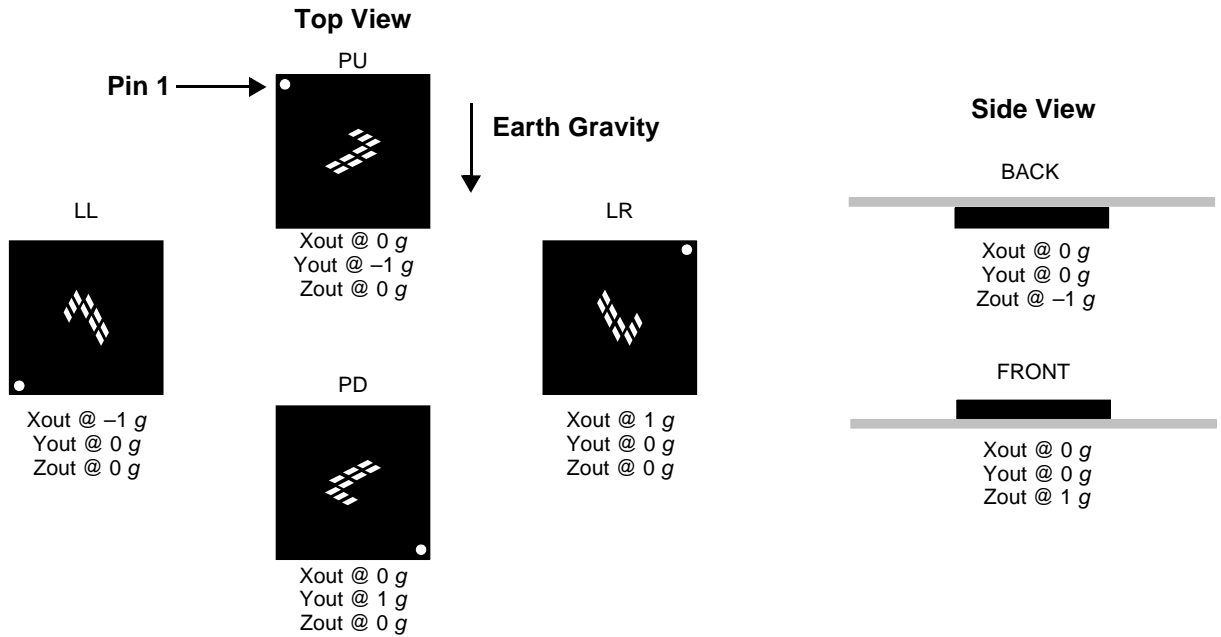 Top View
PU
Pin 1
Earth Gravity
Xout @ 0 g
Yout @ –1 g
Zout @ 0 g
LL
Xout @ –1 g
Yout @ 0 g
Zout @ 0 g
LR
Xout @ 1 g
Yout @ 0 g
Zout @ 0 g
PD
Xout @ 0 g
Yout @ 1 g
Zout @ 0 g
Side View
BACK
Xout @ 0 g
Yout @ 0 g
Zout @ –1 g
FRONT
Xout @ 0 g
Yout @ 0 g
Zout @ 1 g